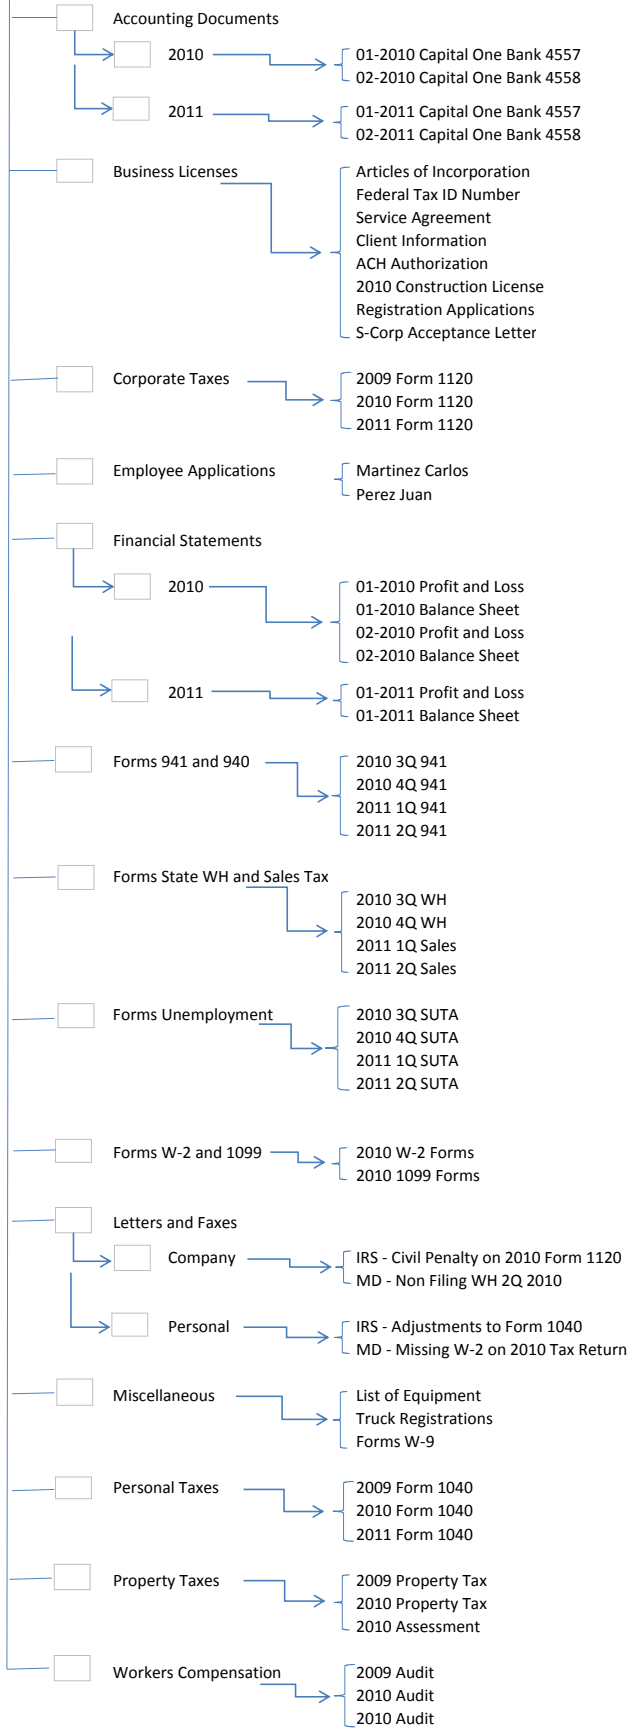 Accounting Documents
2010
01-2010 Capital One Bank 4557
02-2010 Capital One Bank 4558
2011
01-2011 Capital One Bank 4557
02-2011 Capital One Bank 4558
Business Licenses
Articles of Incorporation
Federal Tax ID Number
Service Agreement
Client Information
ACH Authorization
2010 Construction License
Registration Applications
S-Corp Acceptance Letter
Corporate Taxes
2009 Form 1120
2010 Form 1120
2011 Form 1120
Employee Applications
Martinez Carlos
Perez Juan
Financial Statements
2010
01-2010 Profit and Loss
01-2010 Balance Sheet
02-2010 Profit and Loss
02-2010 Balance Sheet
2011
01-2011 Profit and Loss
01-2011 Balance Sheet
Forms 941 and 940
2010 3Q 941
2010 4Q 941
2011 1Q 941
2011 2Q 941
Forms State WH and Sales Tax
2010 3Q WH
2010 4Q WH
2011 1Q Sales
2011 2Q Sales
Forms Unemployment
2010 3Q SUTA
2010 4Q SUTA
2011 1Q SUTA
2011 2Q SUTA
Forms W-2 and 1099
2010 W-2 Forms
2010 1099 Forms
Letters and Faxes
Company
IRS - Civil Penalty on 2010 Form 1120
MD - Non Filing WH 2Q 2010
Personal
IRS - Adjustments to Form 1040
MD - Missing W-2 on 2010 Tax Return
Miscellaneous
List of Equipment
Truck Registrations
Forms W-9
Personal Taxes
2009 Form 1040
2010 Form 1040
2011 Form 1040
Property Taxes
2009 Property Tax
2010 Property Tax
2010 Assessment
Workers Compensation
2009 Audit
2010 Audit
2010 Audit